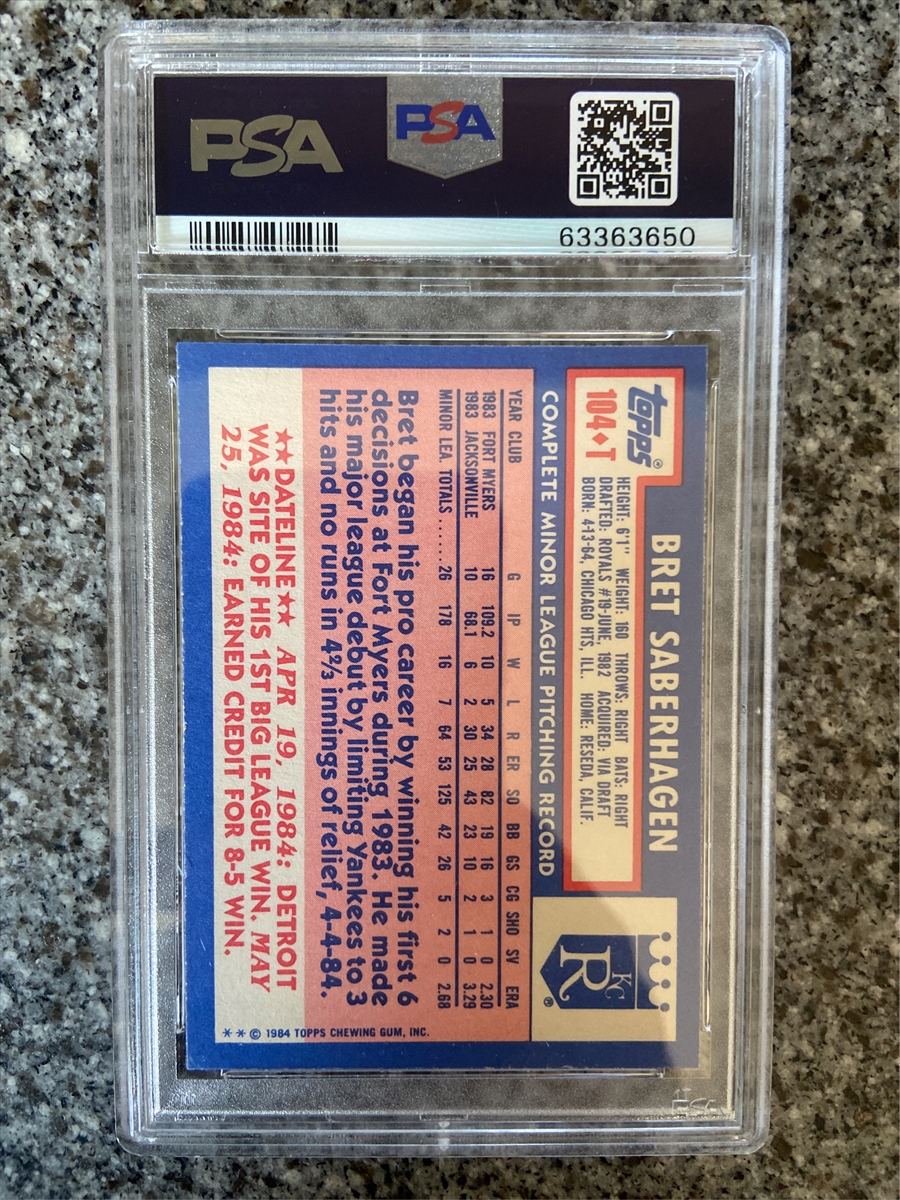 PSA
PSA
63363650
topps®
104♦T
BRET SABERHAGEN
HEIGHT: 6'1" WEIGHT: 160 THROWS: RIGHT BATS: RIGHT
DRAFTED: ROYALS #19-JUNE, 1982 ACQUIRED: VIA DRAFT
BORN: 4-13-64, CHICAGO HTS, ILL. HOME: RESEDA, CALIF.
KC
R
®
COMPLETE MINOR LEAGUE PITCHING RECORD
YEAR CLUB G IP W L R ER SO BB GS CG SHO SV ERA
1983 FORT MYERS 16 109.2 10 5 34 28 82 19 16 3 1 0 2.30
1983 JACKSONVILLE 10 68.1 6 2 30 25 43 23 10 2 1 0 3.29
MINOR LEA. TOTALS ...... 26 178 16 7 64 53 125 42 26 5 2 0 2.68
Bret began his pro career by winning his first 6
decisions at Fort Myers during 1983. He made
his major league debut by limiting Yankees to 3
hits and no runs in 4⅔ innings of relief, 4-4-84.
★★DATELINE★★ APR 19, 1984: DETROIT
WAS SITE OF HIS 1ST BIG LEAGUE WIN. MAY
25, 1984: EARNED CREDIT FOR 8-5 WIN.
** © 1984 TOPPS CHEWING GUM, INC.
PSA